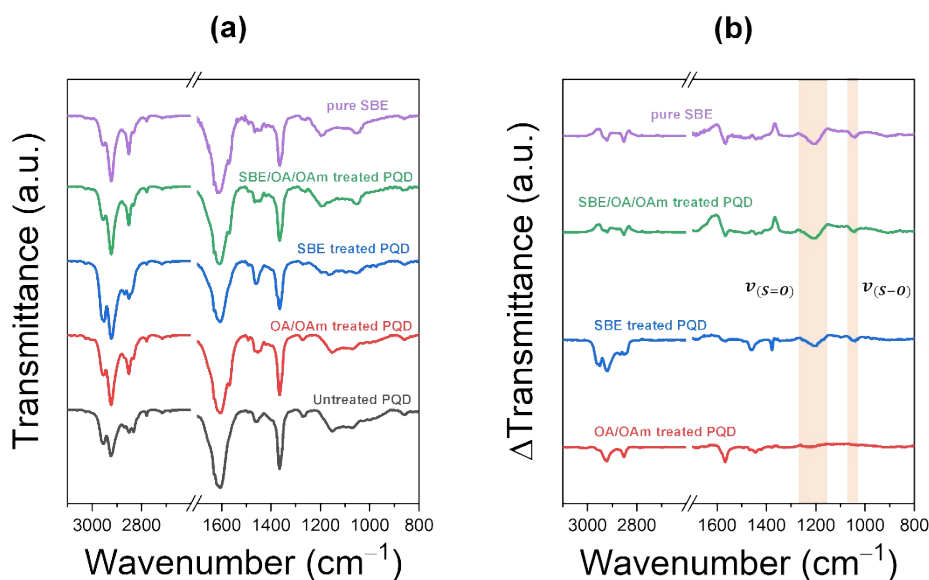 (a)
(b)
pure SBE
SBE/OA/OAm treated PQD
SBE treated PQD
OA/OAm treated PQD
Untreated PQD
Transmittance (a.u.)
3000 2800 1600 1400 1200 1000 800
Wavenumber (cm⁻¹)
pure SBE
SBE/OA/OAm treated PQD
ν(S=O)
ν(S−O)
SBE treated PQD
OA/OAm treated PQD
ΔTransmittance (a.u.)
3000 2800 1600 1400 1200 1000 800
Wavenumber (cm⁻¹)